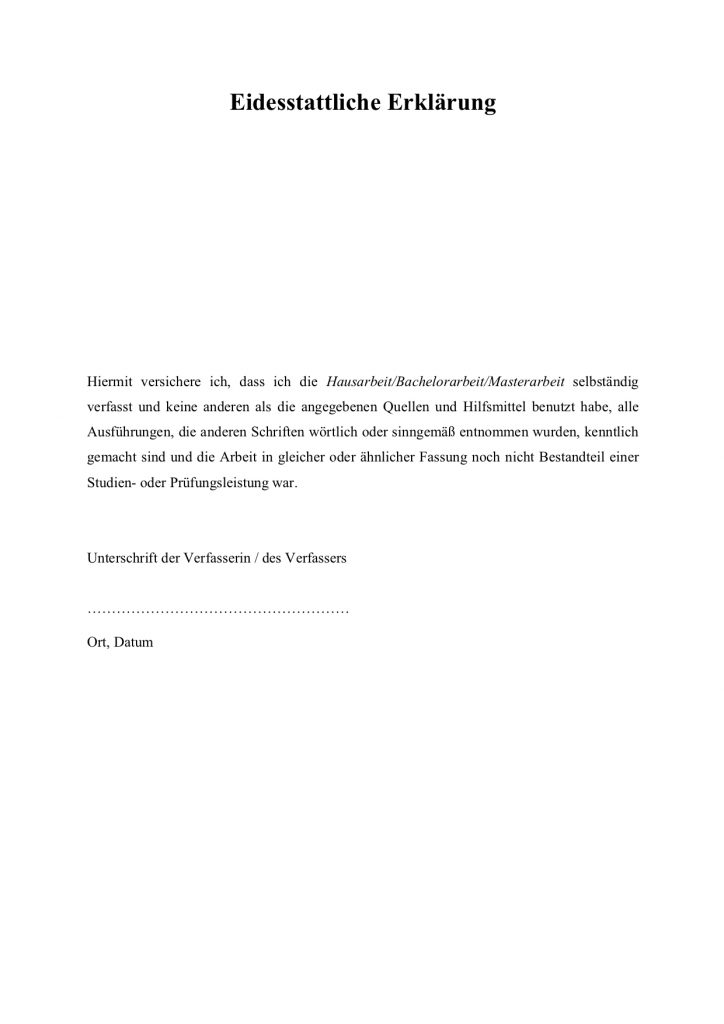 Eidesstattliche Erklärung
Hiermit versichere ich, dass ich die Hausarbeit/Bachelorarbeit/Masterarbeit selbständig
verfasst und keine anderen als die angegebenen Quellen und Hilfsmittel benutzt habe, alle
Ausführungen, die anderen Schriften wörtlich oder sinngemäß entnommen wurden, kenntlich
gemacht sind und die Arbeit in gleicher oder ähnlicher Fassung noch nicht Bestandteil einer
Studien- oder Prüfungsleistung war.
Unterschrift der Verfasserin / des Verfassers
………………………………………………
Ort, Datum